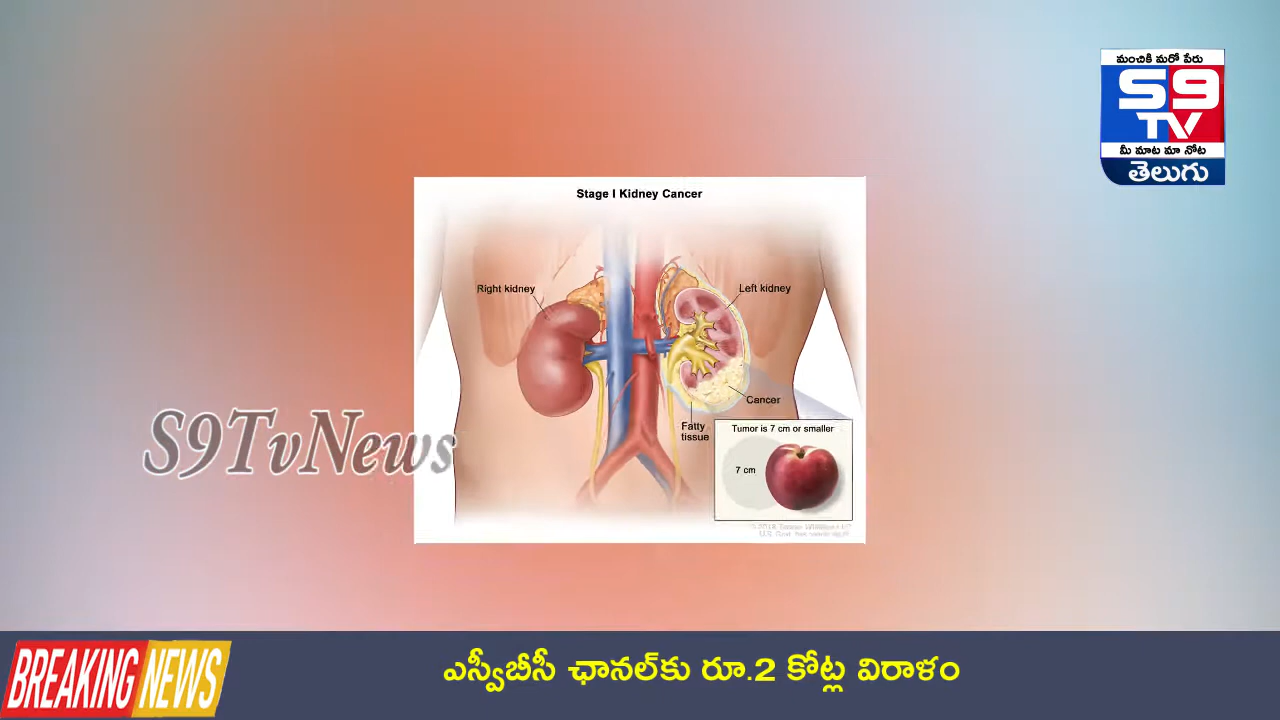 మంచికి మరో పేరు
S9
TV
మీ మాట మా నోట
తెలుగు
Stage I Kidney Cancer
Right kidney
Left kidney
Cancer
Fatty
tissue
Tumor is 7 cm or smaller
7 cm
S9TvNews
BREAKING NEWS
ఎస్వీబీసీ ఛానల్‌కు రూ.2 కోట్ల విరాళం